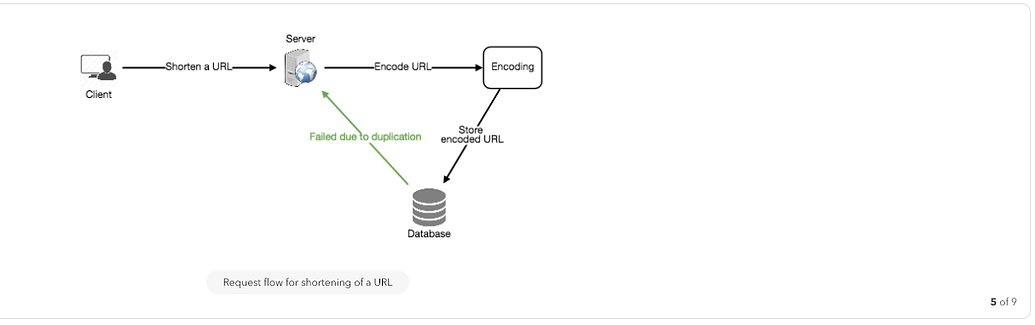 Server
Shorten a URL
Encode URL
Encoding
Client
Failed due to duplication
Store
encoded URL
Database
Request flow for shortening of a URL
5 of 9